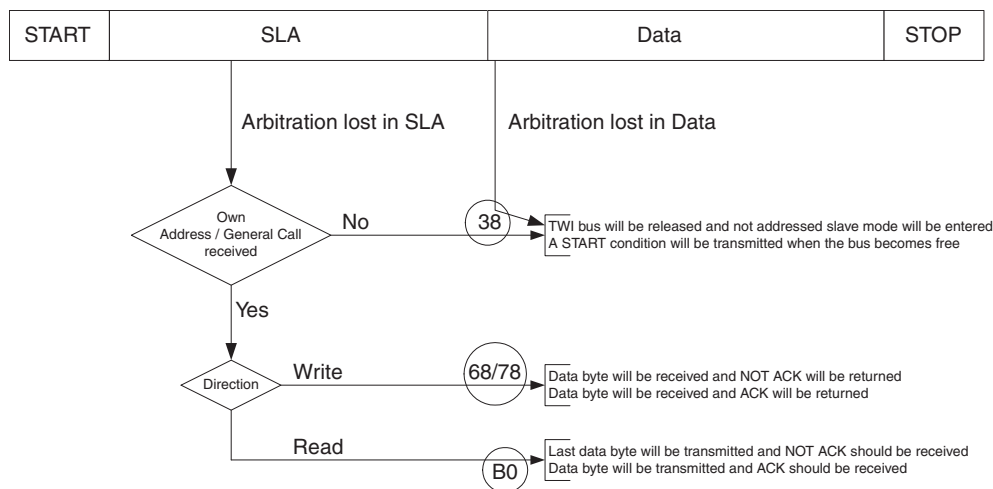 START SLA Data STOP
Arbitration lost in SLA Arbitration lost in Data
Own
Address / General Call
received
No
38
TWI bus will be released and not addressed slave mode will be entered
A START condition will be transmitted when the bus becomes free
Yes
Direction
Write
68/78
Data byte will be received and NOT ACK will be returned
Data byte will be received and ACK will be returned
Read
B0
Last data byte will be transmitted and NOT ACK should be received
Data byte will be transmitted and ACK should be received